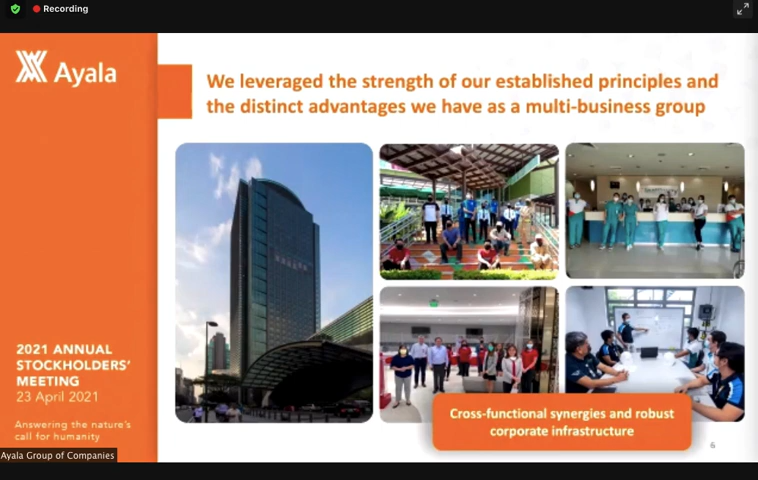 Recording
Ayala
We leveraged the strength of our established principles and
the distinct advantages we have as a multi-business group
2021 ANNUAL
STOCKHOLDERS'
MEETING
23 April 2021
Answering the nature's
call for humanity
Cross-functional synergies and robust
corporate infrastructure
6
Ayala Group of Companies